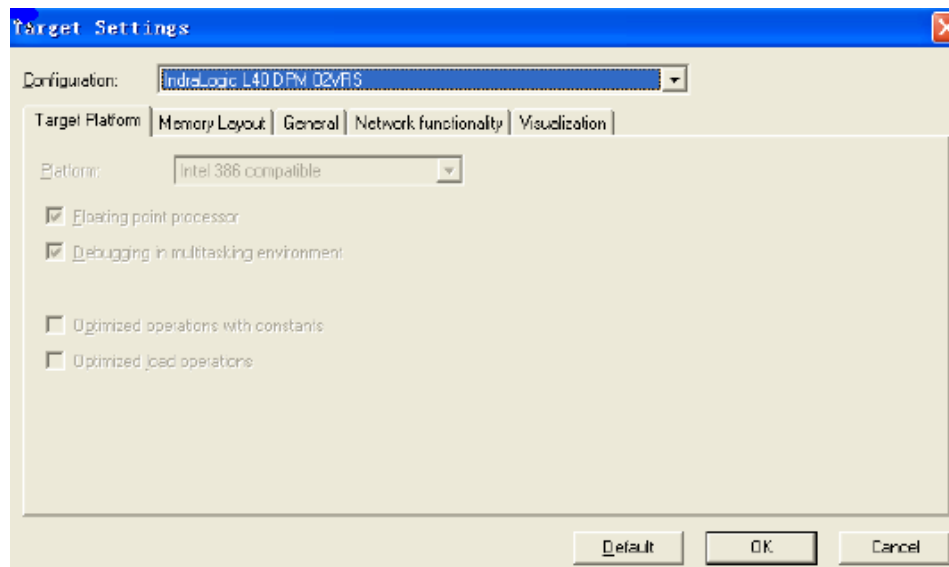 Target Settings
Configuration: IndraLogic L40 DPM 02VRS
Target Platform Memory Layout General Network functionality Visualization
Platform: Intel 386 compatible
Floating point processor
Debugging in multitasking environment
Optimized operations with constants
Optimized load operations
Default OK Cancel